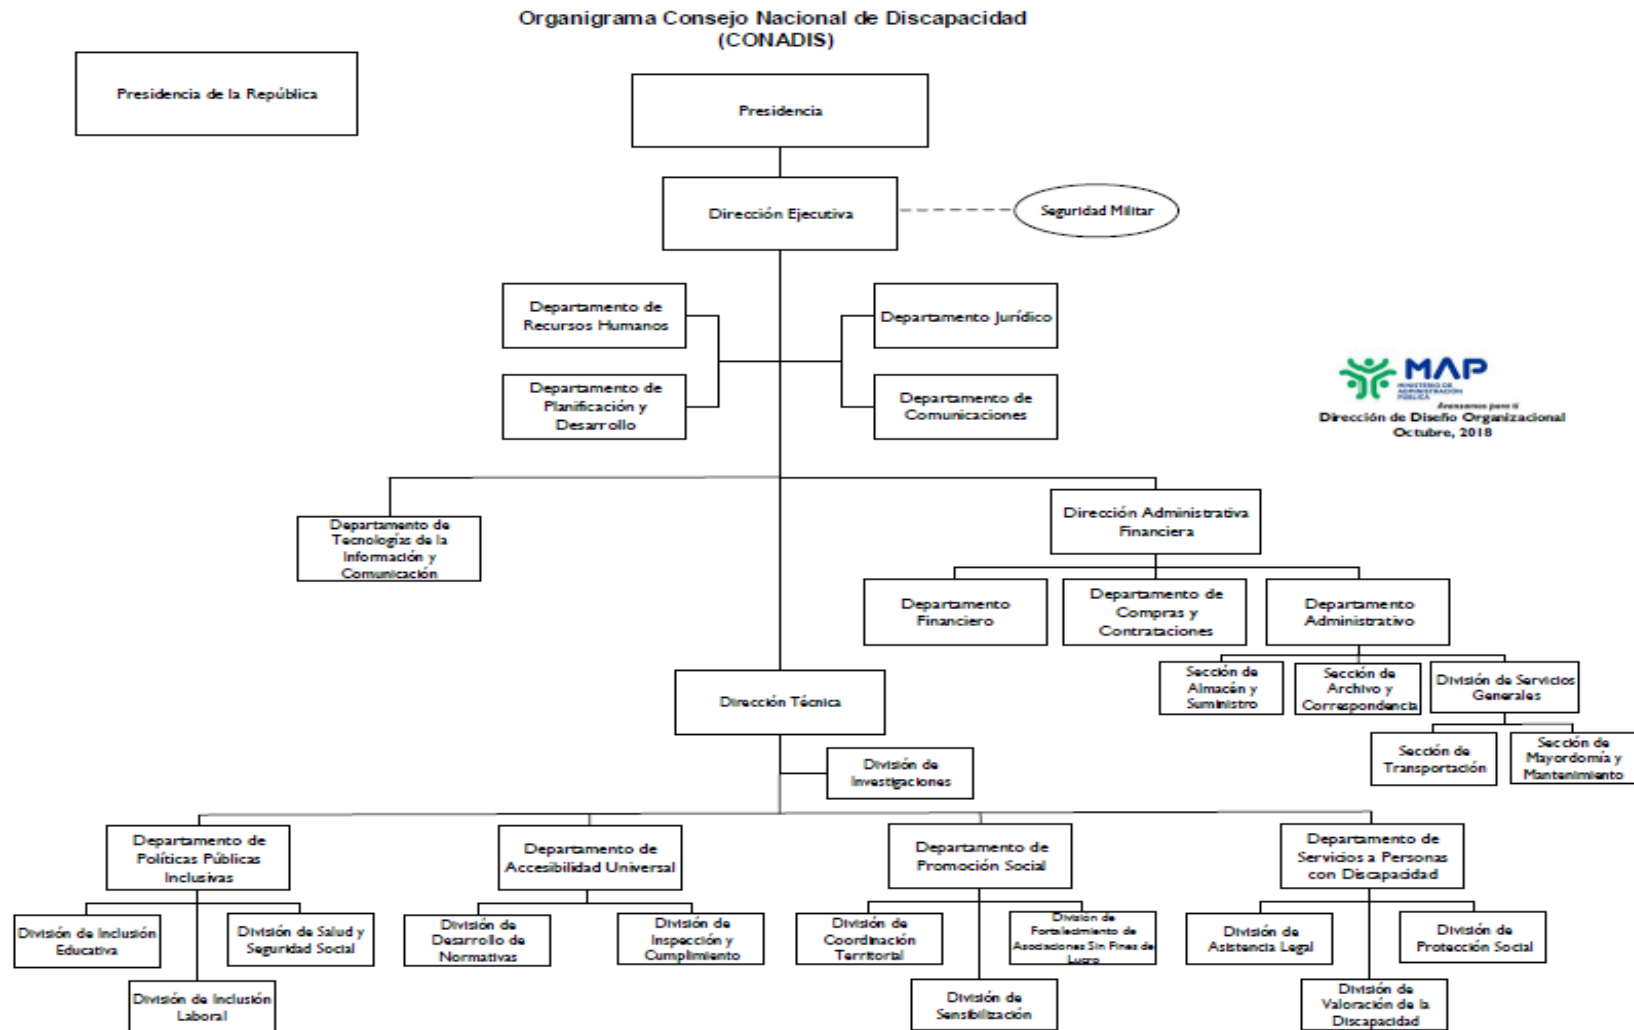 Organigrama Consejo Nacional de Discapacidad
(CONADIS)
Presidencia de la República
Presidencia
Dirección Ejecutiva
Seguridad Militar
Departamento de
Recursos Humanos
Departamento Jurídico
Departamento de
Planificación y
Desarrollo
Departamento de
Comunicaciones
MAP
MINISTERIO DE
ADMINISTRACIÓN
PÚBLICA
Avanzamos para ti
Dirección de Diseño Organizacional
Octubre, 2018
Departamento de
Tecnologías de la
Información y
Comunicación
Dirección Administrativa
Financiera
Departamento
Financiero
Departamento de
Compras y
Contrataciones
Departamento
Administrativo
Sección de
Almacén y
Suministro
Sección de
Archivo y
Correspondencia
División de Servicios
Generales
Sección de
Transportación
Sección de
Mayordomía y
Mantenimiento
Dirección Técnica
División de
Investigaciones
Departamento de
Políticas Públicas
Inclusivas
Departamento de
Accesibilidad Universal
Departamento de
Promoción Social
Departamento de
Servicios a Personas
con Discapacidad
División de Inclusión
Educativa
División de Salud y
Seguridad Social
División de Inclusión
Laboral
División de
Desarrollo de
Normativas
División de
Inspección y
Cumplimiento
División de
Coordinación
Territorial
División de
Fortalecimiento de
Asociaciones Sin Fines de
Lucro
División de
Sensibilización
División de
Asistencia Legal
División de
Protección Social
División de
Valoración de la
Discapacidad